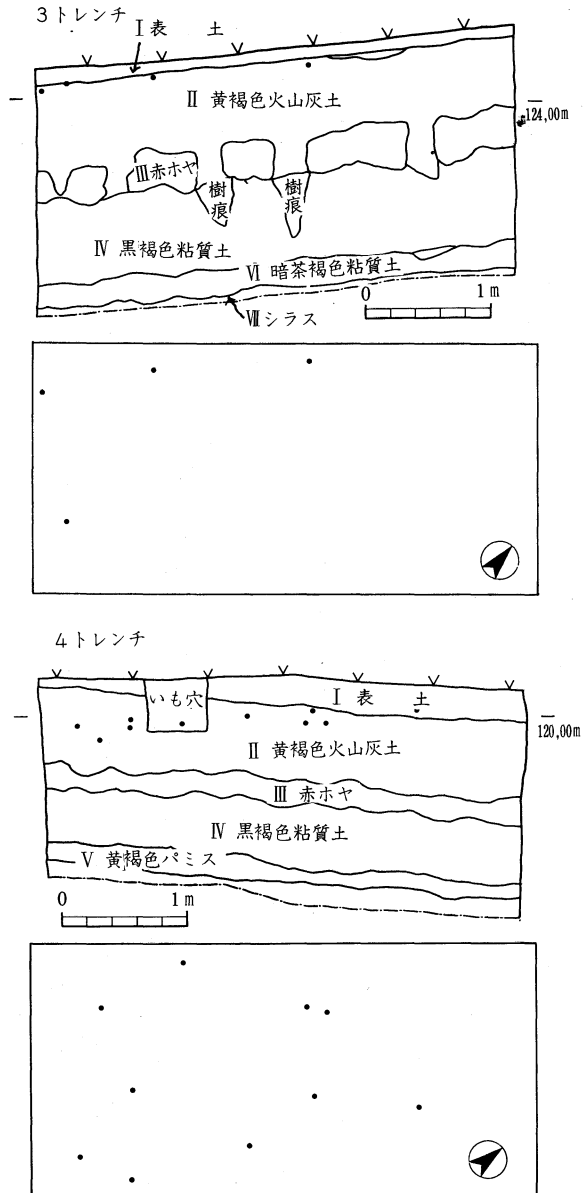 3トレンチ
Ⅰ表 土
Ⅱ 黄褐色火山灰土
124,00m
Ⅲ赤ホヤ
樹痕
樹痕
Ⅳ 黒褐色粘質土
Ⅵ 暗茶褐色粘質土
0 1m
Ⅷシラス
4トレンチ
いも穴
Ⅰ 表 土
120,00m
Ⅱ 黄褐色火山灰土
Ⅲ 赤ホヤ
Ⅳ 黒褐色粘質土
Ⅴ 黄褐色パミス
0 1m